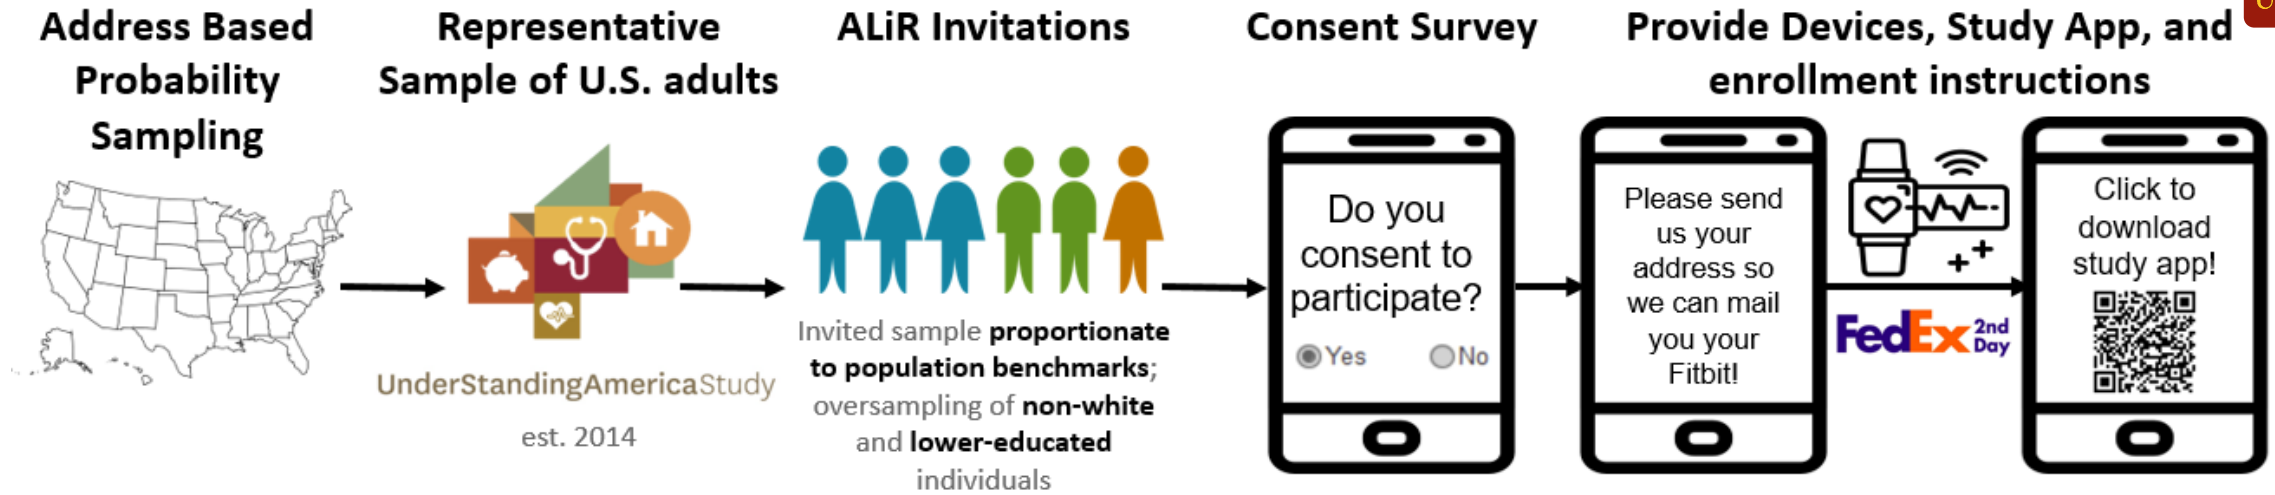 Address Based
Probability
Sampling
Representative
Sample of U.S. adults
UnderStandingAmericaStudy
est. 2014
ALiR Invitations
Invited sample proportionate
to population benchmarks;
oversampling of non-white
and lower-educated
individuals
Consent Survey
Do you
consent to
participate?
Yes
No
Provide Devices, Study App, and
enrollment instructions
Please send
us your
address so
we can mail
you your
Fitbit!
FedEx 2nd
Day
Click to
download
study app!